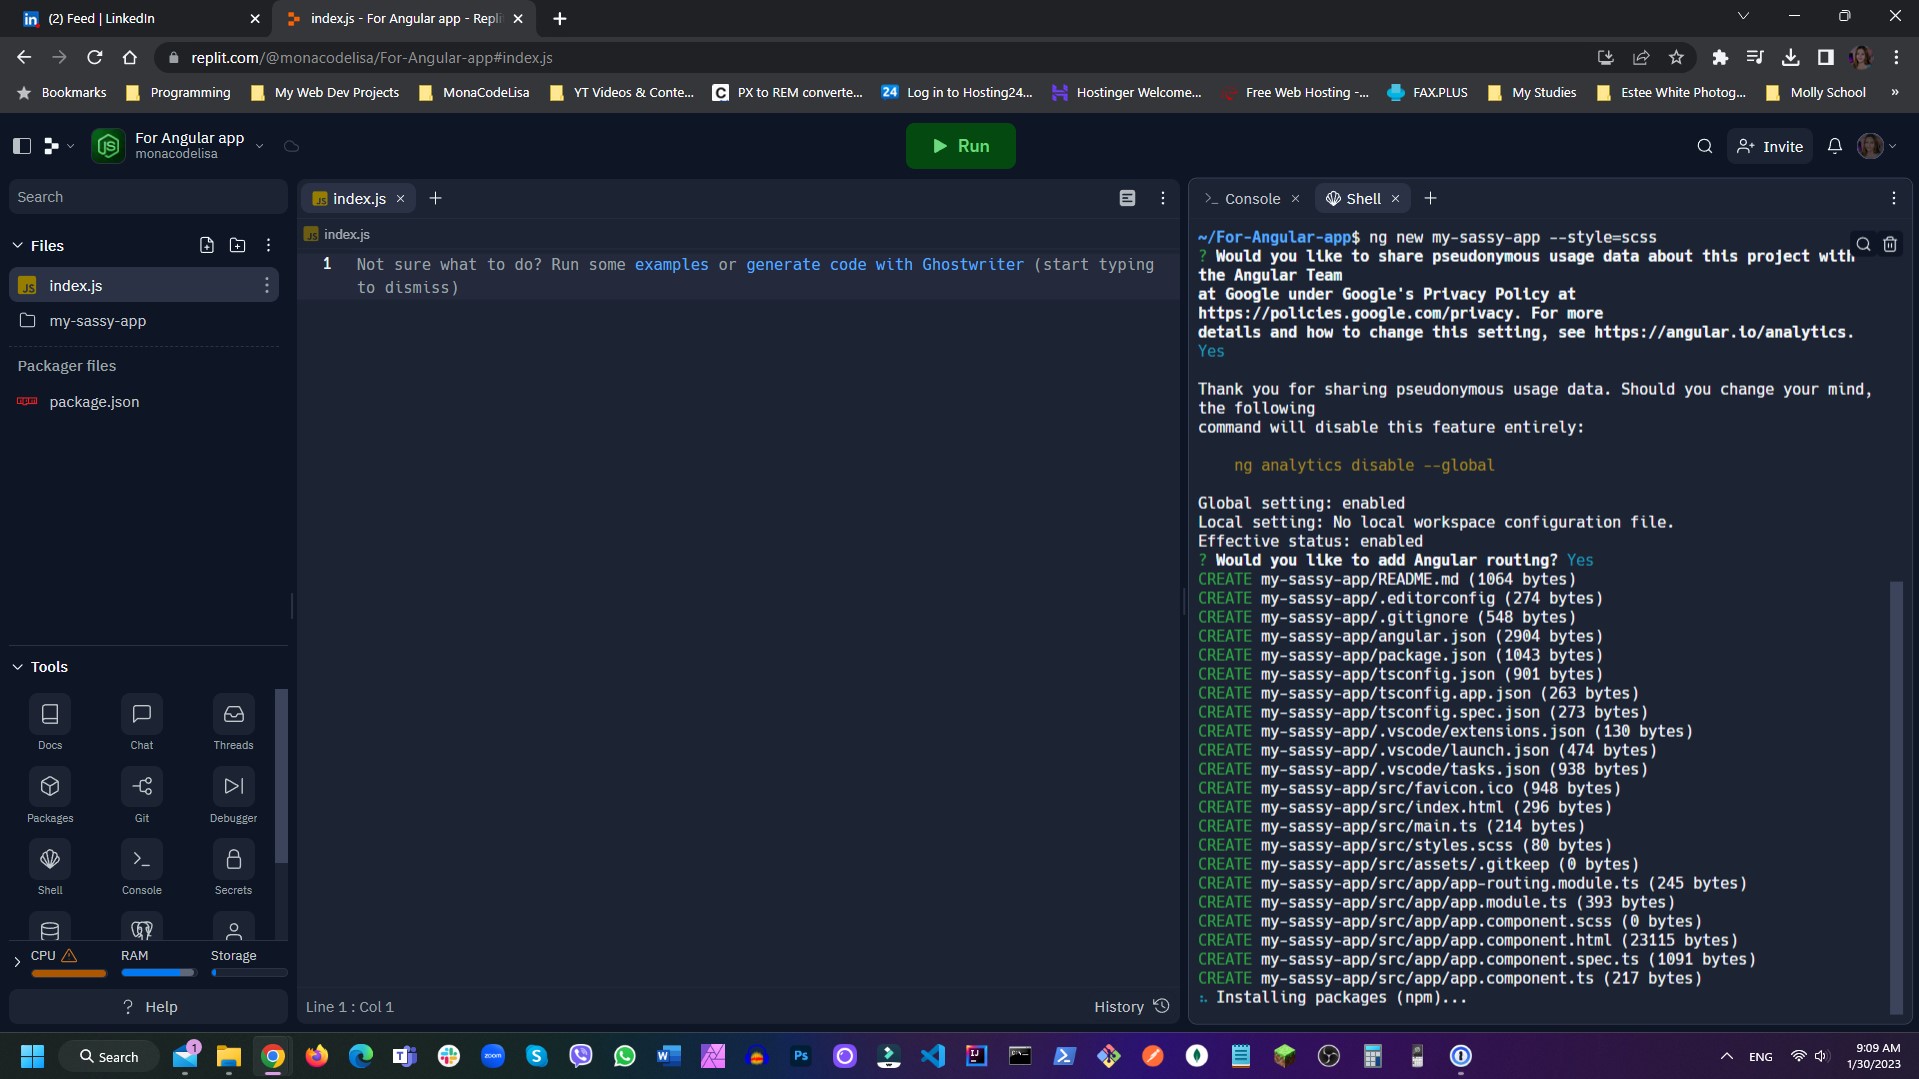 (2) Feed | LinkedIn
index.js - For Angular app - Repli
replit.com/@monacodelisa/For-Angular-app#index.js
Bookmarks
Programming
My Web Dev Projects
MonaCodeLisa
YT Videos & Conte...
PX to REM converte...
24
Log in to Hosting24...
Hostinger Welcome...
Free Web Hosting -...
FAX.PLUS
My Studies
Estee White Photog...
Molly School
»
For Angular app
monacodelisa
Run
Invite
Search
Files
index.js
my-sassy-app
Packager files
package.json
Tools
Docs
Chat
Threads
Packages
Git
Debugger
Shell
Console
Secrets
CPU
RAM
Storage
? Help
index.js
index.js
1 Not sure what to do? Run some examples or generate code with Ghostwriter (start typing
to dismiss)
Line 1 : Col 1
History
Console
Shell
~/For-Angular-app$ ng new my-sassy-app --style=scss
? Would you like to share pseudonymous usage data about this project with
the Angular Team
at Google under Google's Privacy Policy at
https://policies.google.com/privacy. For more
details and how to change this setting, see https://angular.io/analytics.
Yes
Thank you for sharing pseudonymous usage data. Should you change your mind,
the following
command will disable this feature entirely:
ng analytics disable --global
Global setting: enabled
Local setting: No local workspace configuration file.
Effective status: enabled
? Would you like to add Angular routing? Yes
CREATE my-sassy-app/README.md (1064 bytes)
CREATE my-sassy-app/.editorconfig (274 bytes)
CREATE my-sassy-app/.gitignore (548 bytes)
CREATE my-sassy-app/angular.json (2904 bytes)
CREATE my-sassy-app/package.json (1043 bytes)
CREATE my-sassy-app/tsconfig.json (901 bytes)
CREATE my-sassy-app/tsconfig.app.json (263 bytes)
CREATE my-sassy-app/tsconfig.spec.json (273 bytes)
CREATE my-sassy-app/.vscode/extensions.json (130 bytes)
CREATE my-sassy-app/.vscode/launch.json (474 bytes)
CREATE my-sassy-app/.vscode/tasks.json (938 bytes)
CREATE my-sassy-app/src/favicon.ico (948 bytes)
CREATE my-sassy-app/src/index.html (296 bytes)
CREATE my-sassy-app/src/main.ts (214 bytes)
CREATE my-sassy-app/src/styles.scss (80 bytes)
CREATE my-sassy-app/src/assets/.gitkeep (0 bytes)
CREATE my-sassy-app/src/app/app-routing.module.ts (245 bytes)
CREATE my-sassy-app/src/app/app.module.ts (393 bytes)
CREATE my-sassy-app/src/app/app.component.scss (0 bytes)
CREATE my-sassy-app/src/app/app.component.html (23115 bytes)
CREATE my-sassy-app/src/app/app.component.spec.ts (1091 bytes)
CREATE my-sassy-app/src/app/app.component.ts (217 bytes)
Installing packages (npm)...
Search
1
zoom
Ps
ENG
9:09 AM
1/30/2023